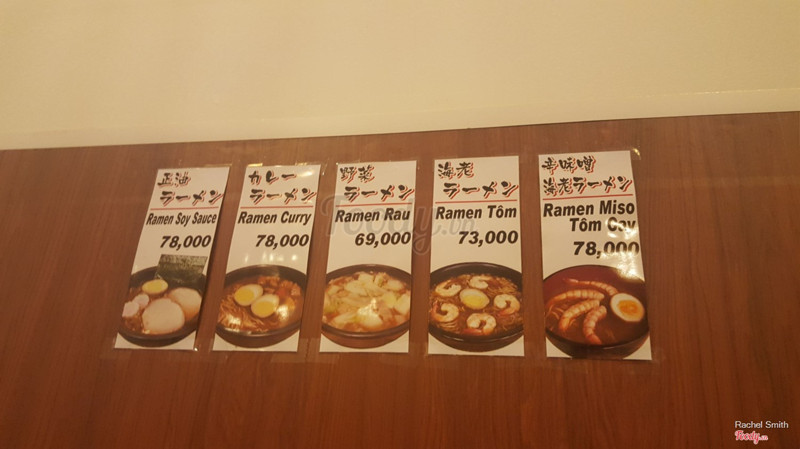 正油
ラーメン
Ramen Soy Sauce
78,000
カレー
ラーメン
Ramen Curry
78,000
野菜
ラーメン
Ramen Rau
69,000
海老
ラーメン
Ramen Tôm
73,000
辛味噌
海老ラーメン
Ramen Miso
Tôm Cay
78,000
Foody.vn
Rachel Smith
Foody.vn